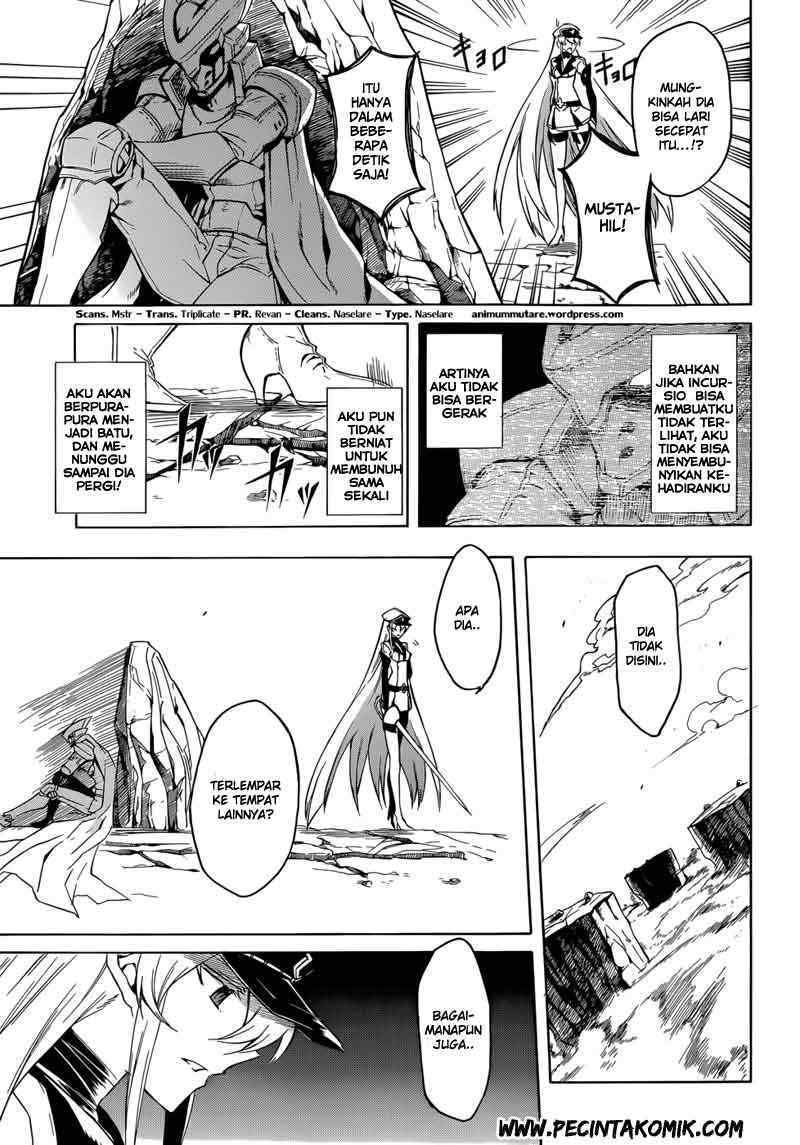 MUNG-
KINKAH DIA
BISA LARI
SECEPAT
ITU...!?
キョロ
キョロ
MUSTA-
HIL!
ITU
HANYA
DALAM
BEBE-
RAPA
DETIK
SAJA!
Scans. Mstr - Trans. Triplicate - PR. Revan - Cleans. Naselare - Type. Naselare animummutare.wordpress.com
BAHKAN
JIKA INCUR-
SIO BISA
MEMBUATKU
TIDAK TER-
LIHAT, AKU
TIDAK BISA
MENYEMBU-
NYIKAN KE-
HADIRANKU
ARTINYA
AKU TIDAK
BISA BER-
GERAK
AKU PUN
TIDAK
BERNIAT
UNTUK
MEMBUNUH
SAMA
SEKALI
AKU AKAN
BERPURA-
PURA MEN-
JADI BATU,
DAN ME-
NUNGGU
SAMPAI DIA
PERGI!
DIA
TIDAK
DISINI..
APA
DIA..
TERLEMPAR
KE TEMPAT
LAINNYA?
BAGAI-
MANAPUN
JUGA..
WWW.PECINTAKOMIK.COM